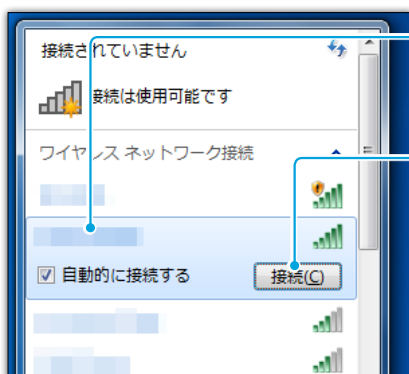 接続されていません
接続は使用可能です
ワイヤレス ネットワーク接続
自動的に接続する
接続(C)